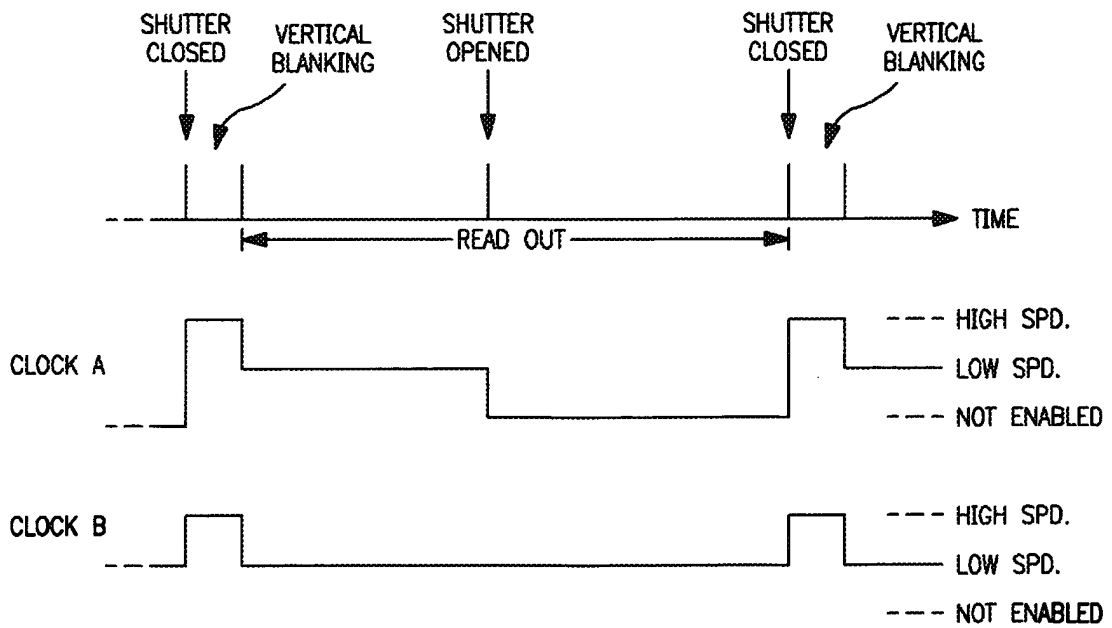 SHUTTER
CLOSED
VERTICAL
BLANKING
SHUTTER
OPENED
SHUTTER
CLOSED
VERTICAL
BLANKING
TIME
READ OUT
CLOCK A
HIGH SPD.
LOW SPD.
NOT ENABLED
CLOCK B
HIGH SPD.
LOW SPD.
NOT ENABLED